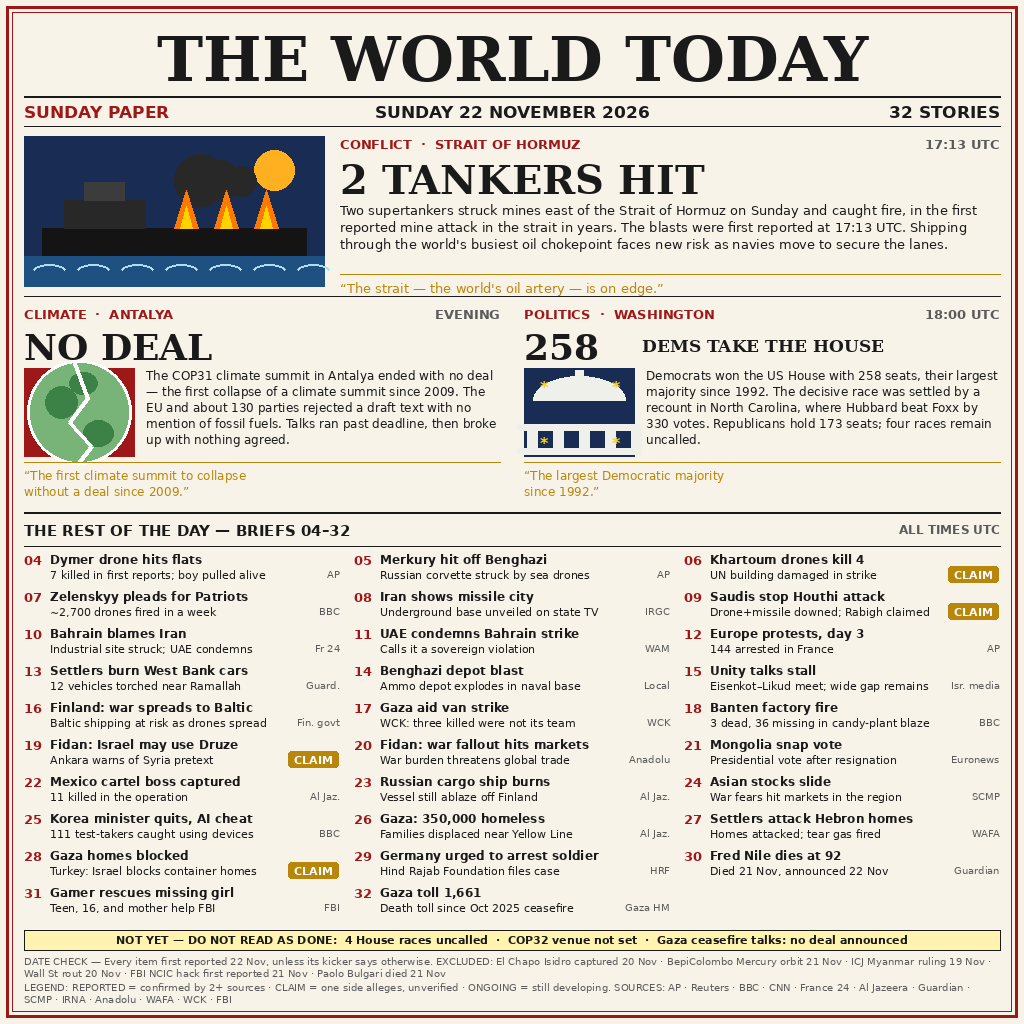 THE WORLD TODAY
SUNDAY PAPER
SUNDAY 22 NOVEMBER 2026
32 STORIES
CONFLICT · STRAIT OF HORMUZ
17:13 UTC
2 TANKERS HIT
Two supertankers struck mines east of the Strait of Hormuz on Sunday and caught fire, in the first
reported mine attack in the strait in years. The blasts were first reported at 17:13 UTC. Shipping
through the world's busiest oil chokepoint faces new risk as navies move to secure the lanes.
“The strait — the world's oil artery — is on edge.”
CLIMATE · ANTALYA
EVENING
NO DEAL
The COP31 climate summit in Antalya ended with no deal
— the first collapse of a climate summit since 2009. The
EU and about 130 parties rejected a draft text with no
mention of fossil fuels. Talks ran past deadline, then broke
up with nothing agreed.
“The first climate summit to collapse
without a deal since 2009.”
POLITICS · WASHINGTON
18:00 UTC
258
DEMS TAKE THE HOUSE
Democrats won the US House with 258 seats, their largest
majority since 1992. The decisive race was settled by a
recount in North Carolina, where Hubbard beat Foxx by
330 votes. Republicans hold 173 seats; four races remain
uncalled.
“The largest Democratic majority
since 1992.”
THE REST OF THE DAY — BRIEFS 04–32
ALL TIMES UTC
04 Dymer drone hits flats
7 killed in first reports; boy pulled alive
AP
05 Merkury hit off Benghazi
Russian corvette struck by sea drones
AP
06 Khartoum drones kill 4
UN building damaged in strike
CLAIM
07 Zelenskyy pleads for Patriots
~2,700 drones fired in a week
BBC
08 Iran shows missile city
Underground base unveiled on state TV
IRGC
09 Saudis stop Houthi attack
Drone+missile downed; Rabigh claimed
CLAIM
10 Bahrain blames Iran
Industrial site struck; UAE condemns
Fr 24
11 UAE condemns Bahrain strike
Calls it a sovereign violation
WAM
12 Europe protests, day 3
144 arrested in France
AP
13 Settlers burn West Bank cars
12 vehicles torched near Ramallah
Guard.
14 Benghazi depot blast
Ammo depot explodes in naval base
Local
15 Unity talks stall
Eisenkot–Likud meet; wide gap remains
Isr. media
16 Finland: war spreads to Baltic
Baltic shipping at risk as drones spread
Fin. govt
17 Gaza aid van strike
WCK: three killed were not its team
WCK
18 Banten factory fire
3 dead, 36 missing in candy-plant blaze
BBC
19 Fidan: Israel may use Druze
Ankara warns of Syria pretext
CLAIM
20 Fidan: war fallout hits markets
War burden threatens global trade
Anadolu
21 Mongolia snap vote
Presidential vote after resignation
Euronews
22 Mexico cartel boss captured
11 killed in the operation
Al Jaz.
23 Russian cargo ship burns
Vessel still ablaze off Finland
Al Jaz.
24 Asian stocks slide
War fears hit markets in the region
SCMP
25 Korea minister quits, AI cheat
111 test-takers caught using devices
BBC
26 Gaza: 350,000 homeless
Families displaced near Yellow Line
Al Jaz.
27 Settlers attack Hebron homes
Homes attacked; tear gas fired
WAFA
28 Gaza homes blocked
Turkey: Israel blocks container homes
CLAIM
29 Germany urged to arrest soldier
Hind Rajab Foundation files case
HRF
30 Fred Nile dies at 92
Died 21 Nov, announced 22 Nov
Guardian
31 Gamer rescues missing girl
Teen, 16, and mother help FBI
FBI
32 Gaza toll 1,661
Death toll since Oct 2025 ceasefire
Gaza HM
NOT YET — DO NOT READ AS DONE: 4 House races uncalled · COP32 venue not set · Gaza ceasefire talks: no deal announced
DATE CHECK — Every item first reported 22 Nov, unless its kicker says otherwise. EXCLUDED: El Chapo Isidro captured 20 Nov · BepiColombo Mercury orbit 21 Nov · ICJ Myanmar ruling 19 Nov ·
Wall St rout 20 Nov · FBI NCIC hack first reported 21 Nov · Paolo Bulgari died 21 Nov
LEGEND: REPORTED = confirmed by 2+ sources · CLAIM = one side alleges, unverified · ONGOING = still developing. SOURCES: AP · Reuters · BBC · CNN · France 24 · Al Jazeera · Guardian ·
SCMP · IRNA · Anadolu · WAFA · WCK · FBI